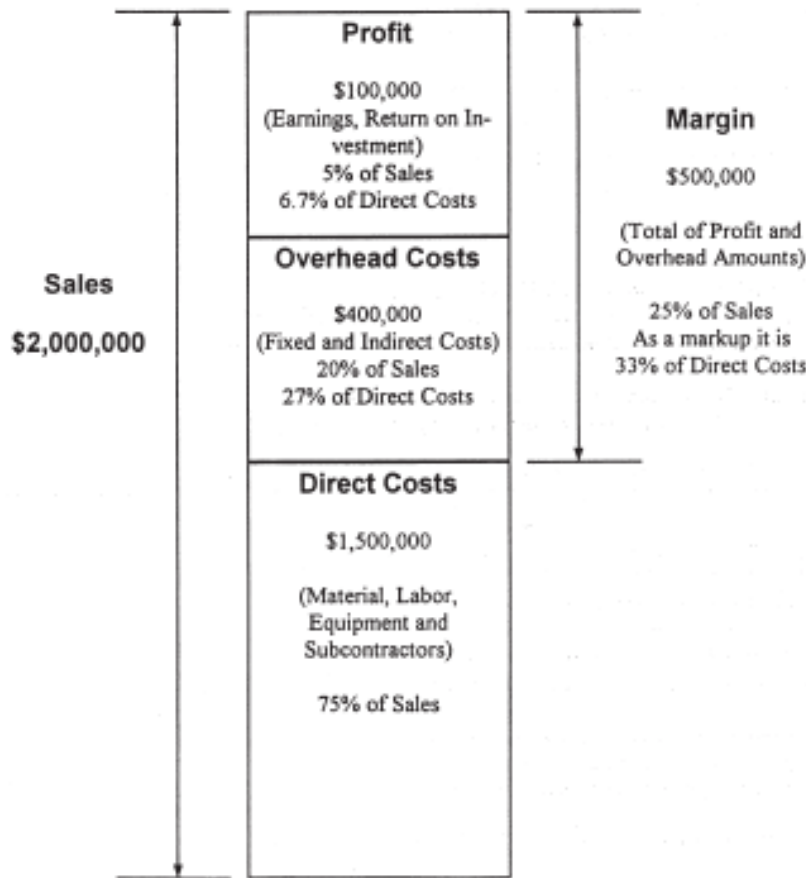 Profit
$100,000
(Earnings, Return on In-
vestment)
5% of Sales
6.7% of Direct Costs
Margin
$500,000
(Total of Profit and
Overhead Amounts)
25% of Sales
As a markup it is
33% of Direct Costs
Sales
$2,000,000
Overhead Costs
$400,000
(Fixed and Indirect Costs)
20% of Sales
27% of Direct Costs
Direct Costs
$1,500,000
(Material, Labor,
Equipment and
Subcontractors)
75% of Sales